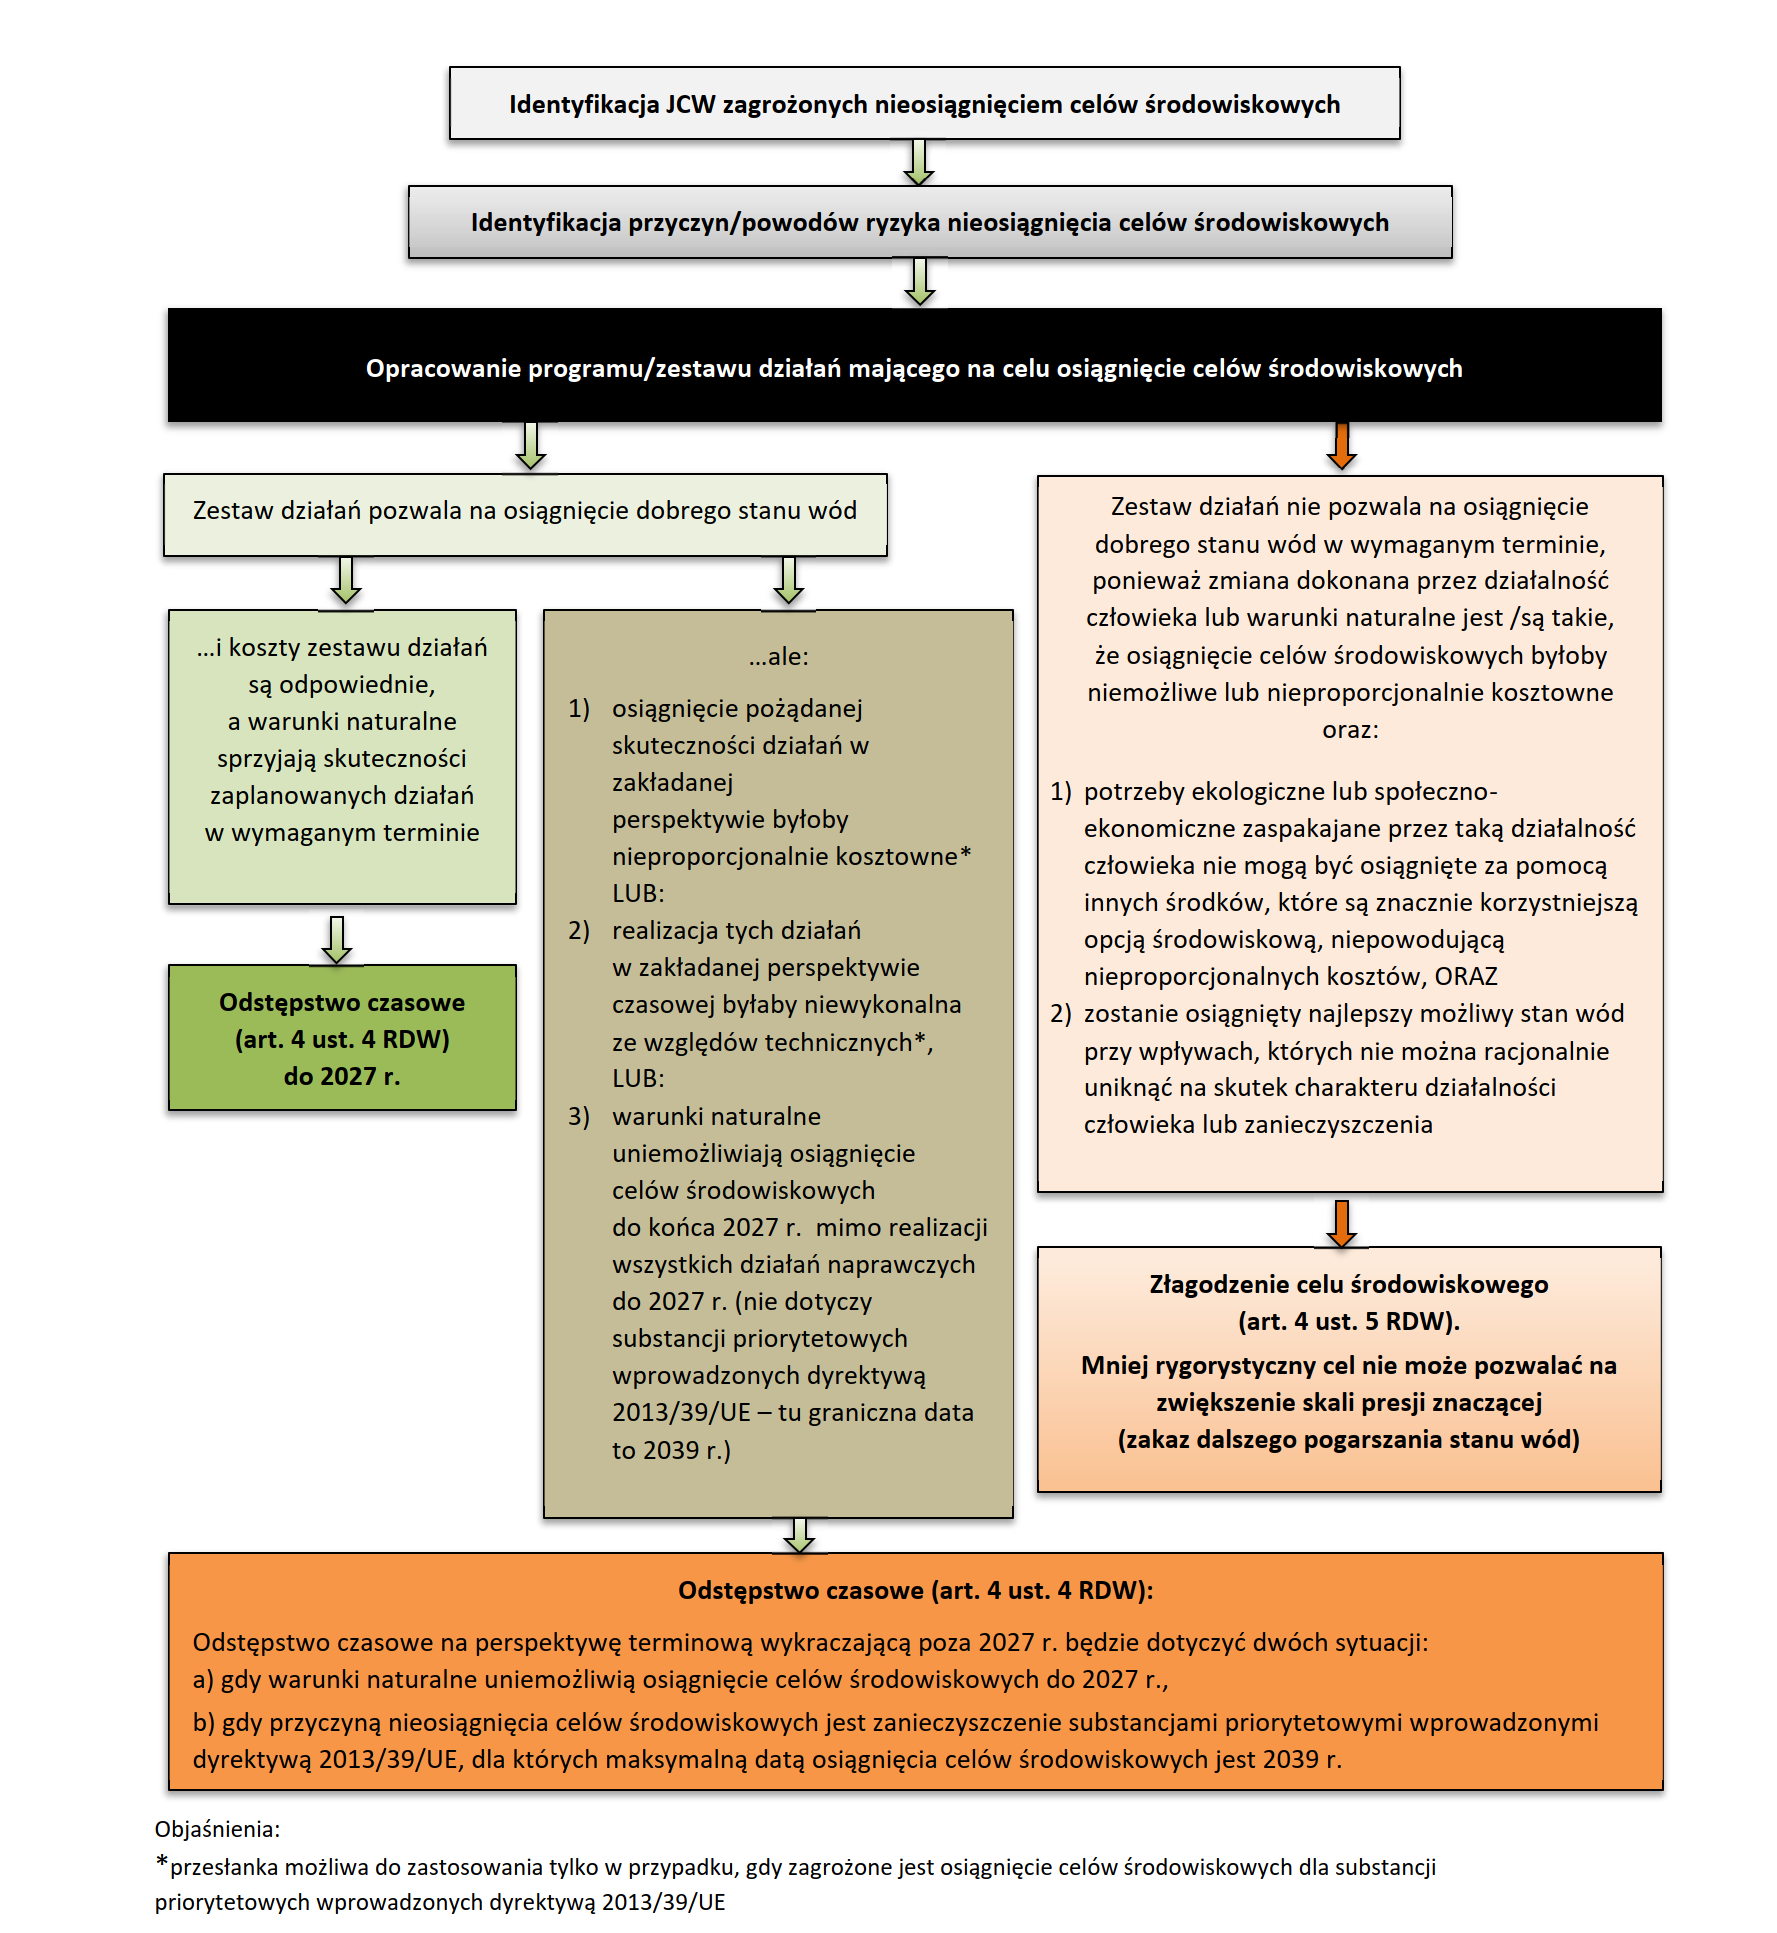 Identyfikacja JCW zagrożonych nieosiągnięciem celów środowiskowych
Identyfikacja przyczyn/powodów ryzyka nieosiągnięcia celów środowiskowych
Opracowanie programu/zestawu działań mającego na celu osiągnięcie celów środowiskowych
Zestaw działań pozwala na osiągnięcie dobrego stanu wód
...i koszty zestawu działań
są odpowiednie,
a warunki naturalne
sprzyjają skuteczności
zaplanowanych działań
w wymaganym terminie
Odstępstwo czasowe
(art. 4 ust. 4 RDW)
do 2027 r.
...ale:
1) osiągnięcie pożądanej
skuteczności działań w
zakładanej
perspektywie byłoby
nieproporcjonalnie kosztowne*
LUB:
2) realizacja tych działań
w zakładanej perspektywie
czasowej byłaby niewykonalna
ze względów technicznych*,
LUB:
3) warunki naturalne
uniemożliwiają osiągnięcie
celów środowiskowych
do końca 2027 r. mimo realizacji
wszystkich działań naprawczych
do 2027 r. (nie dotyczy
substancji priorytetowych
wprowadzonych dyrektywą
2013/39/UE – tu graniczna data
to 2039 r.)
Zestaw działań nie pozwala na osiągnięcie
dobrego stanu wód w wymaganym terminie,
ponieważ zmiana dokonana przez działalność
człowieka lub warunki naturalne jest /są takie,
że osiągnięcie celów środowiskowych byłoby
niemożliwe lub nieproporcjonalnie kosztowne
oraz:
1) potrzeby ekologiczne lub społeczno-
ekonomiczne zaspakajane przez taką działalność
człowieka nie mogą być osiągnięte za pomocą
innych środków, które są znacznie korzystniejszą
opcją środowiskową, niepowodującą
nieproporcjonalnych kosztów, ORAZ
2) zostanie osiągnięty najlepszy możliwy stan wód
przy wpływach, których nie można racjonalnie
uniknąć na skutek charakteru działalności
człowieka lub zanieczyszczenia
Złagodzenie celu środowiskowego
(art. 4 ust. 5 RDW).
Mniej rygorystyczny cel nie może pozwalać na
zwiększenie skali presji znaczącej
(zakaz dalszego pogarszania stanu wód)
Odstępstwo czasowe (art. 4 ust. 4 RDW):
Odstępstwo czasowe na perspektywę terminową wykraczającą poza 2027 r. będzie dotyczyć dwóch sytuacji:
a) gdy warunki naturalne uniemożliwią osiągnięcie celów środowiskowych do 2027 r.,
b) gdy przyczyną nieosiągnięcia celów środowiskowych jest zanieczyszczenie substancjami priorytetowymi wprowadzonymi
dyrektywą 2013/39/UE, dla których maksymalną datą osiągnięcia celów środowiskowych jest 2039 r.
Objaśnienia:
*przesłanka możliwa do zastosowania tylko w przypadku, gdy zagrożone jest osiągnięcie celów środowiskowych dla substancji
priorytetowych wprowadzonych dyrektywą 2013/39/UE